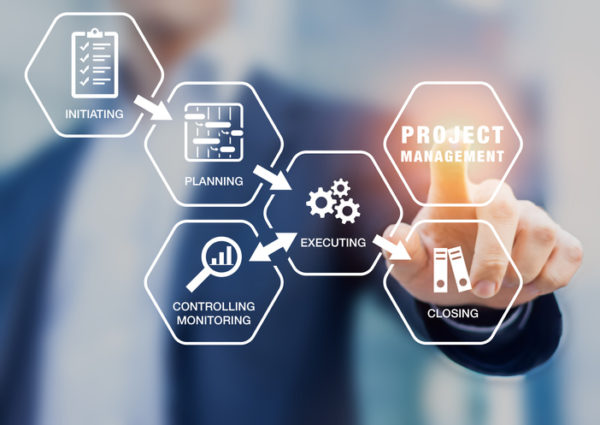 INITIATING
PLANNING
PROJECT
MANAGEMENT
EXECUTING
CONTROLLING
MONITORING
CLOSING